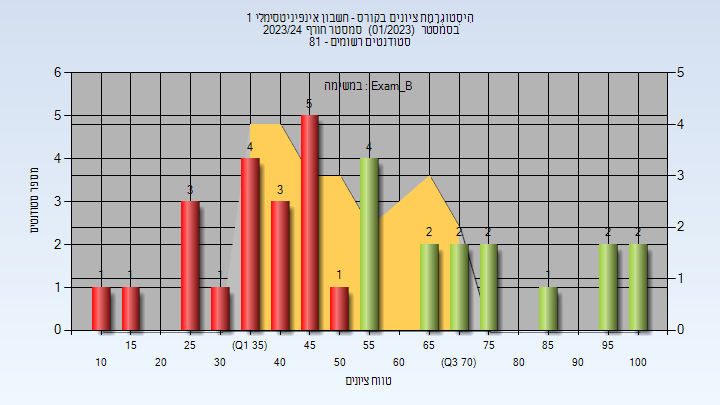 היסטוגרמת ציונים בקורס - חשבון אינפיניטסימלי 1
בסמסטר (01/2023) סמסטר חורף 2023/24
סטודנטים רשומים - 81
במשימה : Exam_B
מספר סטודנטים
6 5 4 3 2 1 0
5 4 3 2 1 0
1 1 3 1 4 3 5 1 4 2 2 2 1 2 2
15 25 (Q1 35) 45 55 65 75 85 95
10 20 30 40 50 60 (Q3 70) 80 90 100
טווח ציונים